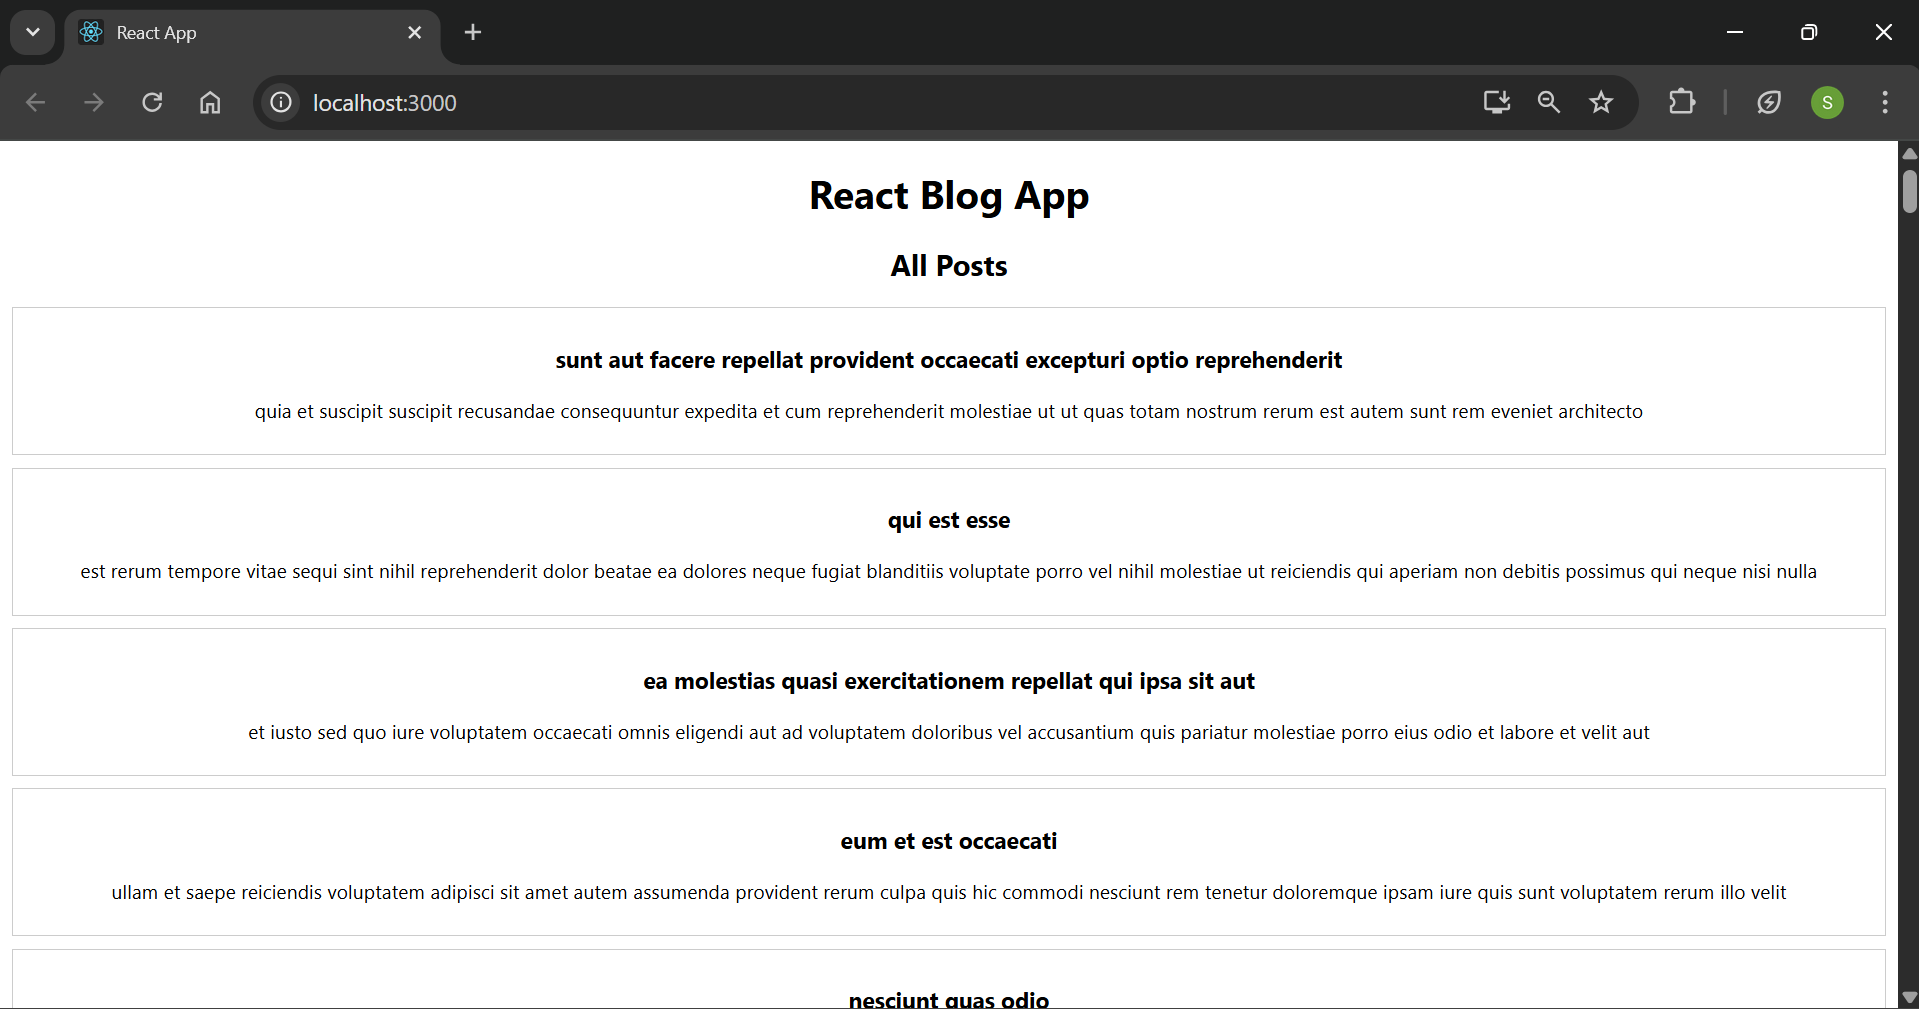 React App
localhost:3000
S
React Blog App
All Posts
sunt aut facere repellat provident occaecati excepturi optio reprehenderit
quia et suscipit suscipit recusandae consequuntur expedita et cum reprehenderit molestiae ut ut quas totam nostrum rerum est autem sunt rem eveniet architecto
qui est esse
est rerum tempore vitae sequi sint nihil reprehenderit dolor beatae ea dolores neque fugiat blanditiis voluptate porro vel nihil molestiae ut reiciendis qui aperiam non debitis possimus qui neque nisi nulla
ea molestias quasi exercitationem repellat qui ipsa sit aut
et iusto sed quo iure voluptatem occaecati omnis eligendi aut ad voluptatem doloribus vel accusantium quis pariatur molestiae porro eius odio et labore et velit aut
eum et est occaecati
ullam et saepe reiciendis voluptatem adipisci sit amet autem assumenda provident rerum culpa quis hic commodi nesciunt rem tenetur doloremque ipsam iure quis sunt voluptatem rerum illo velit
nesciunt quas odio